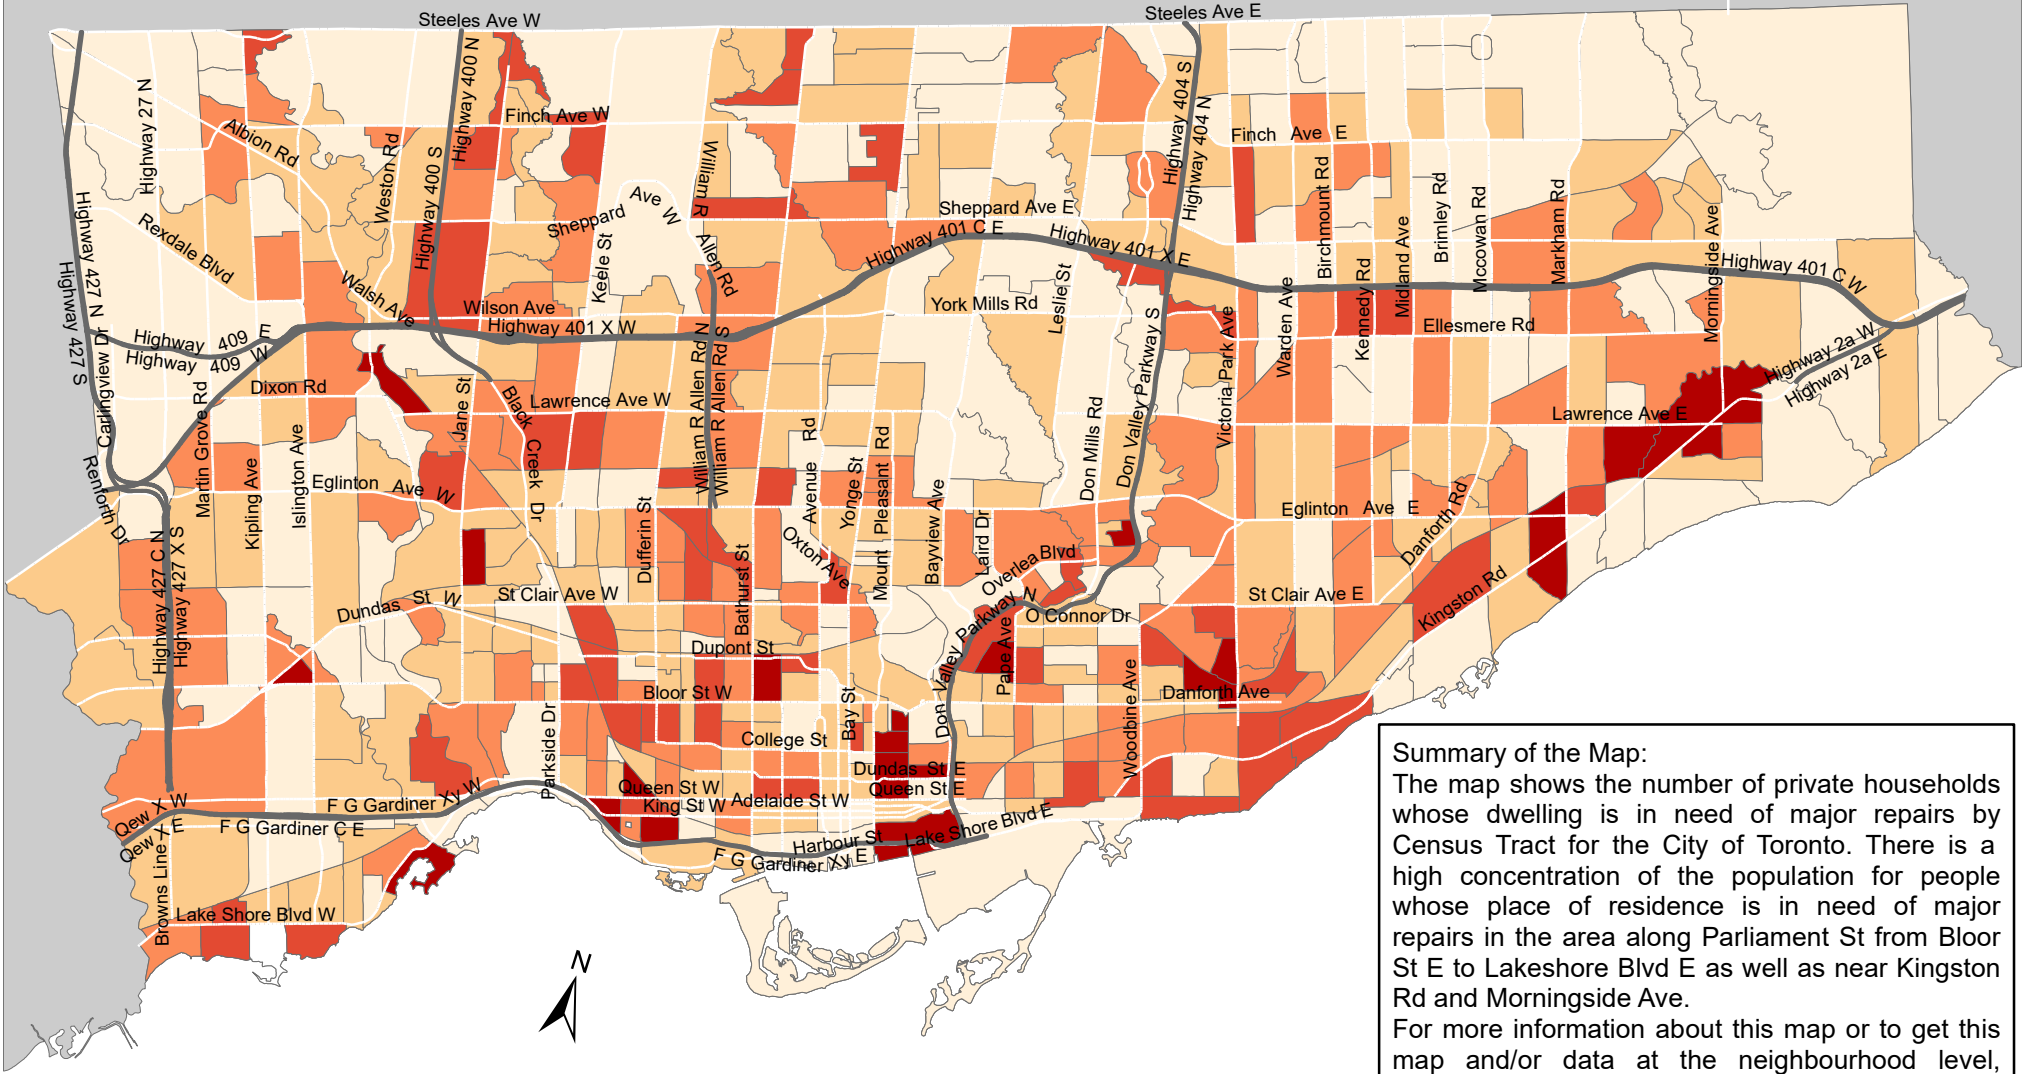 Steeles Ave W
Steeles Ave E
Highway 27 N
Highway 400 N
Finch Ave W
Albion Rd
Weston Rd
Highway 400 S
William R
Allen Rd
Highway 404 S
Highway 404 N
Finch Ave E
Highway 427 N
Highway 427 S
Rexdale Blvd
Walsh Ave
Sheppard Ave W
Keele St
Sheppard Ave E
Highway 401 C E
Highway 401 X E
Leslie St
Birchmount Rd
Kennedy Rd
Midland Ave
Brimley Rd
Mccowan Rd
Markham Rd
Morningside Ave
Highway 401 C W
Wilson Ave
Highway 401 X W
York Mills Rd
Ellesmere Rd
Warden Ave
Victoria Park Ave
Highway 409 E
Highway 409 W
Carlingview Dr
Dixon Rd
Martin Grove Rd
Jane St
Black Creek Dr
Lawrence Ave W
William R Allen Rd N
William R Allen Rd S
Don Valley Parkway S
Highway 2a W
Highway 2a E
Lawrence Ave E
Renforth Dr
Kipling Ave
Islington Ave
Eglinton Ave W
Avenue Rd
Yonge St
Mount Pleasant Rd
Bayview Ave
Laird Dr
Don Mills Rd
Eglinton Ave E
Danforth Rd
Highway 427 C N
Highway 427 X S
Dufferin St
Bathurst St
Oxton Ave
Overlea Blvd
Dundas St W
St Clair Ave W
Don Valley Parkway N
O Connor Dr
St Clair Ave E
Kingston Rd
Dupont St
Pape Ave
Bloor St W
Bay St
Woodbine Ave
Danforth Ave
Parkside Dr
College St
Dundas St E
Queen St W
Queen St E
King St W
Adelaide St W
Qew X W
Qew X E
F G Gardiner Xy W
F G Gardiner C E
Harbour St
Lake Shore Blvd E
F G Gardiner Xy E
Browns Line
Lake Shore Blvd W
N
Summary of the Map:
The map shows the number of private households
whose dwelling is in need of major repairs by
Census Tract for the City of Toronto. There is a
high concentration of the population for people
whose place of residence is in need of major
repairs in the area along Parliament St from Bloor
St E to Lakeshore Blvd E as well as near Kingston
Rd and Morningside Ave.
For more information about this map or to get this
map and/or data at the neighbourhood level,